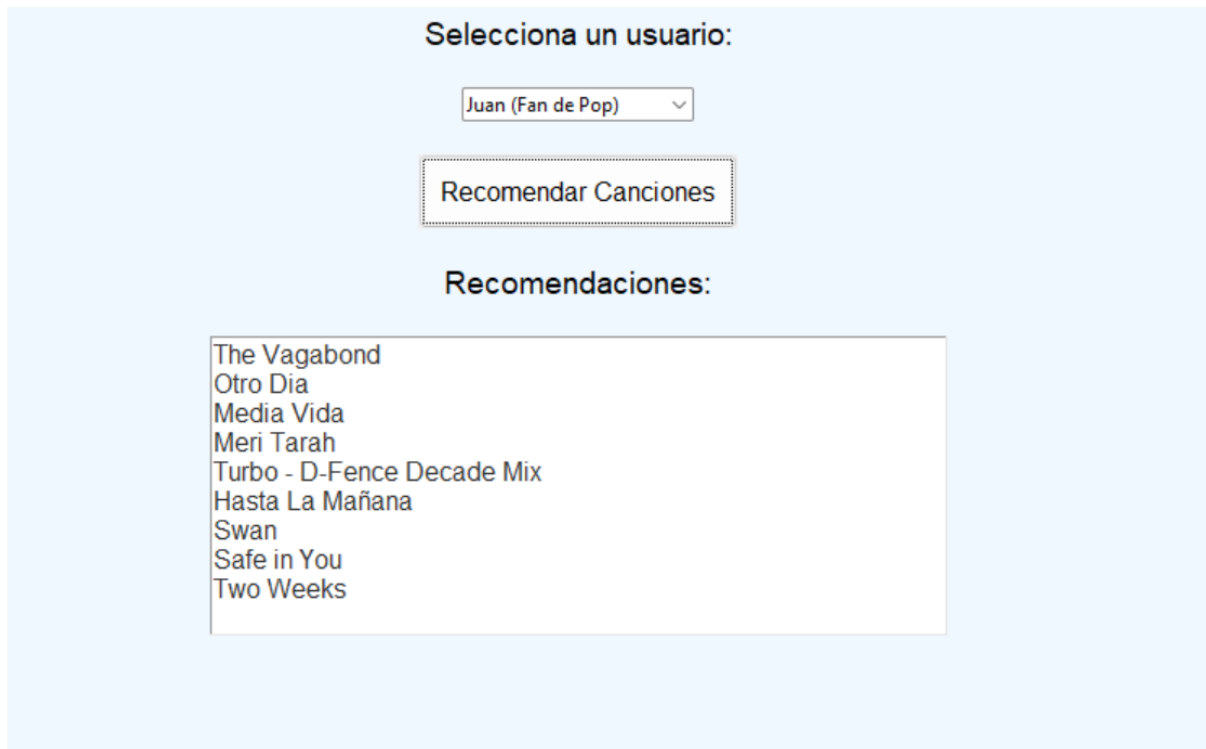 Selecciona un usuario:
Juan (Fan de Pop)
Recomendar Canciones
Recomendaciones:
The Vagabond
Otro Dia
Media Vida
Meri Tarah
Turbo - D-Fence Decade Mix
Hasta La Mañana
Swan
Safe in You
Two Weeks